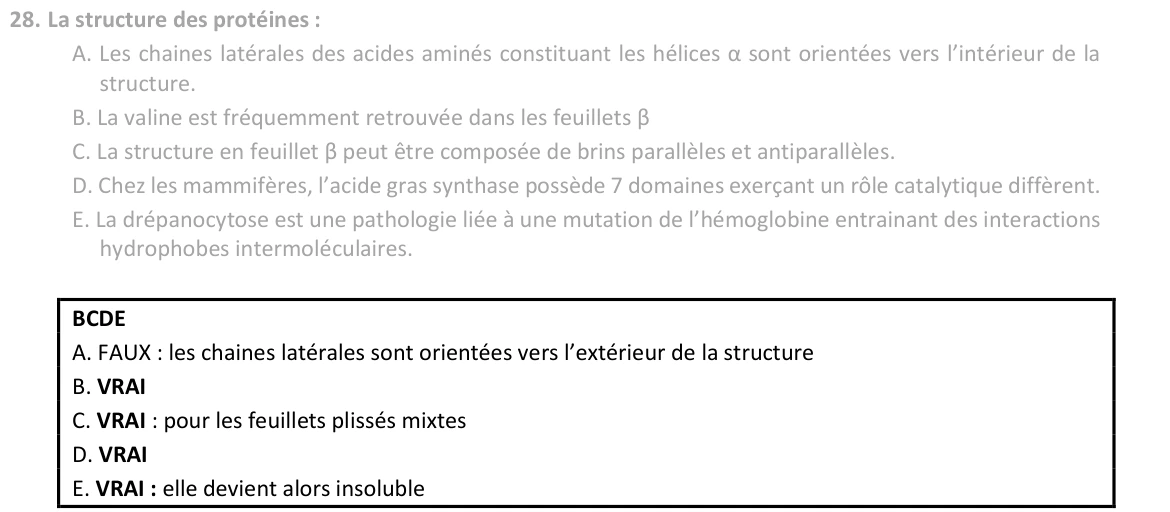 28. La structure des protéines :
A. Les chaines latérales des acides aminés constituant les hélices α sont orientées vers l’intérieur de la
structure.
B. La valine est fréquemment retrouvée dans les feuillets β
C. La structure en feuillet β peut être composée de brins parallèles et antiparallèles.
D. Chez les mammifères, l’acide gras synthase possède 7 domaines exerçant un rôle catalytique diffèrent.
E. La drépanocytose est une pathologie liée à une mutation de l’hémoglobine entrainant des interactions
hydrophobes intermoléculaires.
BCDE
A. FAUX : les chaines latérales sont orientées vers l’extérieur de la structure
B. VRAI
C. VRAI : pour les feuillets plissés mixtes
D. VRAI
E. VRAI : elle devient alors insoluble